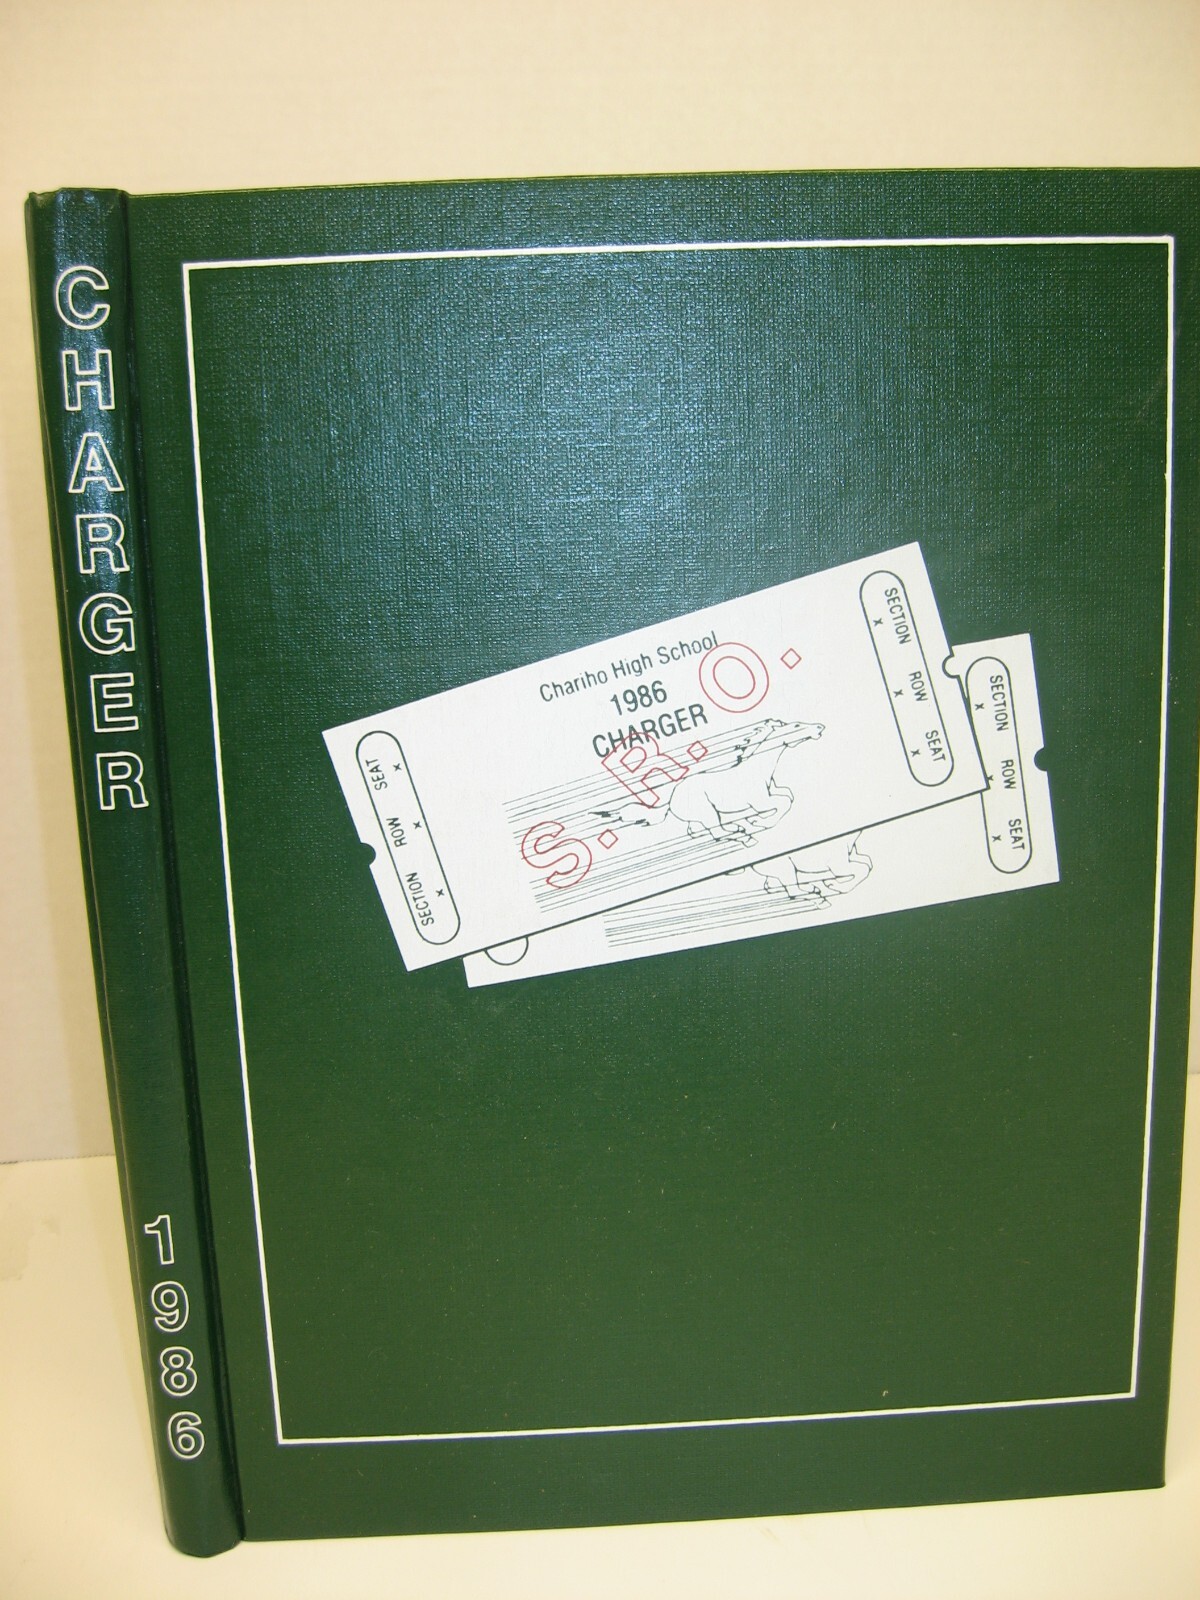 CHARGER
1986
Chariho High School
1986
CHARGER
S.R.O.
SECTION ROW SEAT
x x x
SECTION ROW SEAT
x x x
SECTION ROW SEAT
x x x